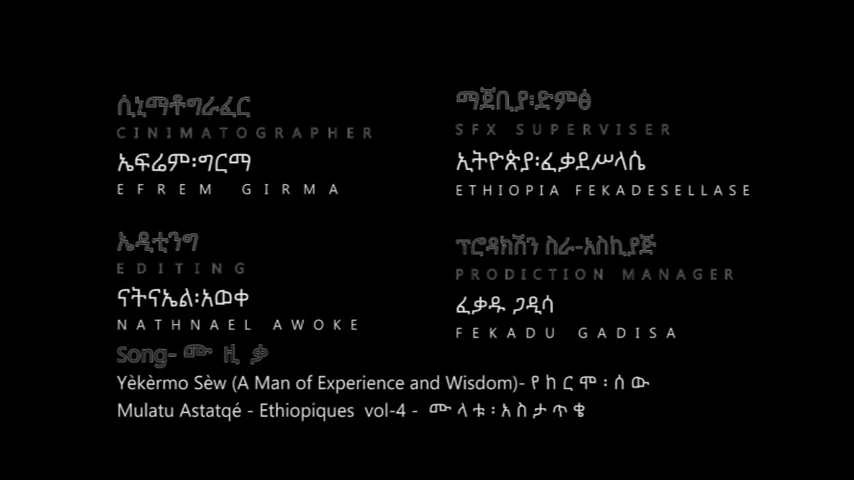 ሲኒማቶግራፈር
CINIMATOGRAPHER
ኤፍሬም፡ግርማ
EFREM GIRMA
ማጀቢያ፡ድምፅ
SFX SUPERVISER
ኢትዮጵያ፡ፈቃደሥላሴ
ETHIOPIA FEKADESELLASE
ኤዲቲንግ
EDITING
ናትናኤል፡አወቀ
NATHNAEL AWOKE
ፕሮዳክሽን ስራ-አስኪያጅ
PRODICTION MANAGER
ፈቃዱ ጋዲሳ
FEKADU GADISA
Song- ሙ ዚ ቃ
Yèkèrmo Sèw (A Man of Experience and Wisdom)- የ ከ ር ሞ ፡ ሰ ው
Mulatu Astatqé - Ethiopiques vol-4 - ሙ ላ ቱ ፡ አ ስ ታ ጥ ቄ